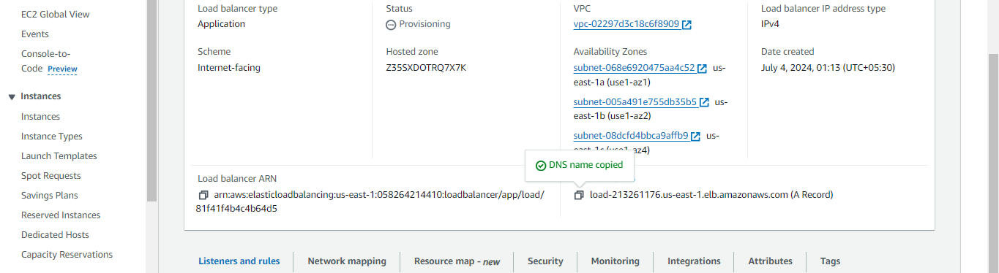 EC2 Global View
Events
Console-to-
Code Preview
Instances
Instances
Instance Types
Launch Templates
Spot Requests
Savings Plans
Reserved Instances
Dedicated Hosts
Capacity Reservations
Load balancer type
Application
Status
Provisioning
VPC
vpc-02297d3c18c6f8909
Load balancer IP address type
IPv4
Scheme
Internet-facing
Hosted zone
Z35SXDOTRQ7X7K
Availability Zones
subnet-068e6920475aa4c52 us-
east-1a (use1-az1)
subnet-005a491e755db35b5 us-
east-1b (use1-az2)
subnet-08dcfd4bbca9affb9 us-
east-1c (use1-az4)
Date created
July 4, 2024, 01:13 (UTC+05:30)
Load balancer ARN
arn:aws:elasticloadbalancing:us-east-1:058264214410:loadbalancer/app/load/
81f41f4b4c4b64d5
DNS name copied
load-213261176.us-east-1.elb.amazonaws.com (A Record)
Listeners and rules
Network mapping
Resource map - new
Security
Monitoring
Integrations
Attributes
Tags